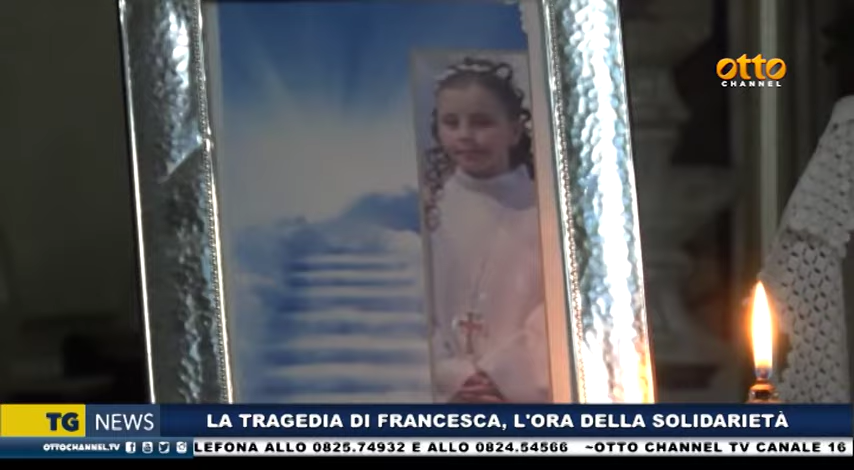 otto
CHANNEL
TG NEWS
LA TRAGEDIA DI FRANCESCA, L'ORA DELLA SOLIDARIETÀ
OTTOCHANNEL.TV
LEFONA ALLO 0825.74932 E ALLO 0824.54566 ~OTTO CHANNEL TV CANALE 16